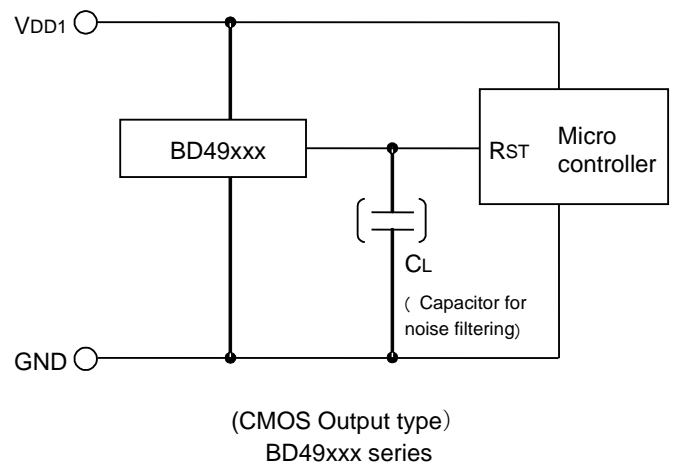 VDD1
BD49xxx
RST
Micro
controller
CL
( Capacitor for
noise filtering)
GND
(CMOS Output type）
BD49xxx series